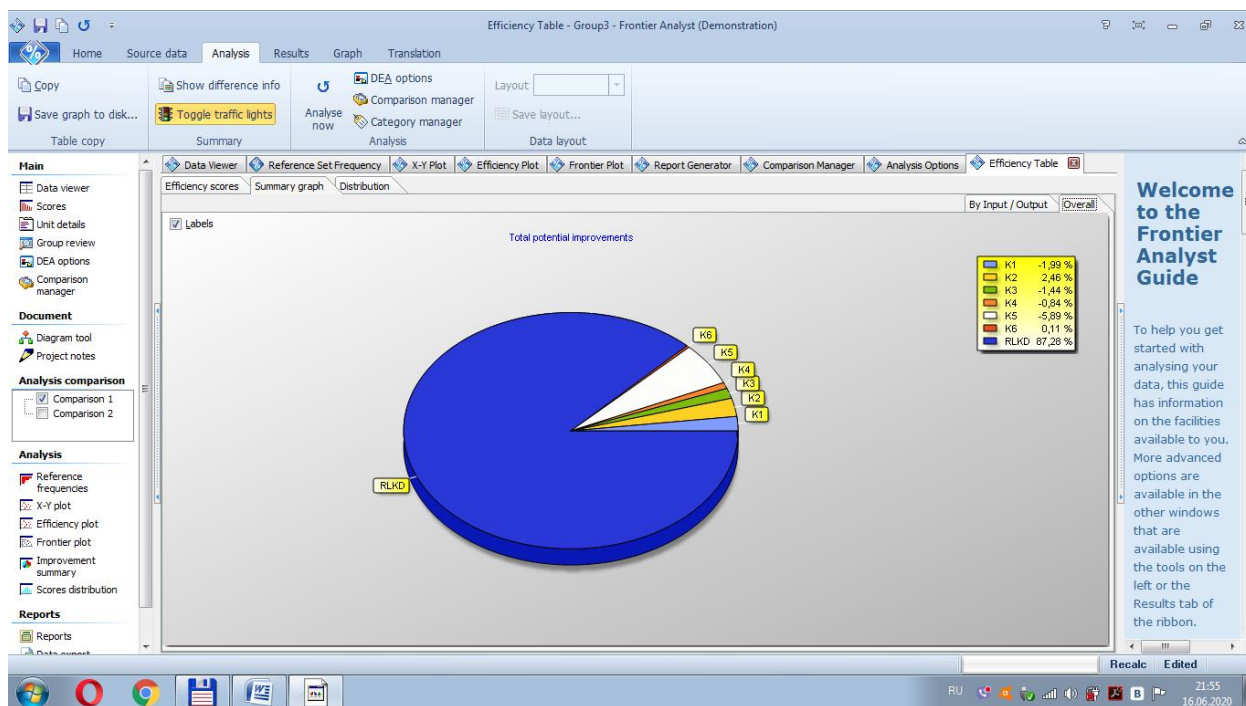 Efficiency Table - Group3 - Frontier Analyst (Demonstration)
Home Source data Analysis Results Graph Translation
Copy
Save graph to disk...
Table copy
Show difference info
Toggle traffic lights
Summary
Analyse
now
DEA options
Comparison manager
Category manager
Analysis
Layout
Save layout...
Data layout
Main
Data viewer
Scores
Unit details
Group review
DEA options
Comparison
manager
Document
Diagram tool
Project notes
Analysis comparison
Comparison 1
Comparison 2
Analysis
Reference
frequencies
X-Y plot
Efficiency plot
Frontier plot
Improvement
summary
Scores distribution
Reports
Reports
Data export
Data Viewer Reference Set Frequency X-Y Plot Efficiency Plot Frontier Plot Report Generator Comparison Manager Analysis Options Efficiency Table
Efficiency scores Summary graph Distribution
By Input / Output Overall
Labels
Total potential improvements
K1 -1,99 %
K2 2,46 %
K3 -1,44 %
K4 -0,84 %
K5 -5,89 %
K6 0,11 %
RLKD 87,28 %
K6
K5
K4
K3
K2
K1
RLKD
Welcome
to the
Frontier
Analyst
Guide
To help you get
started with
analysing your
data, this guide
has information
on the facilities
available to you.
More advanced
options are
available in the
other windows
that are
available using
the tools on the
left or the
Results tab of
the ribbon.
Recalc Edited
RU
21:55
16.06.2020